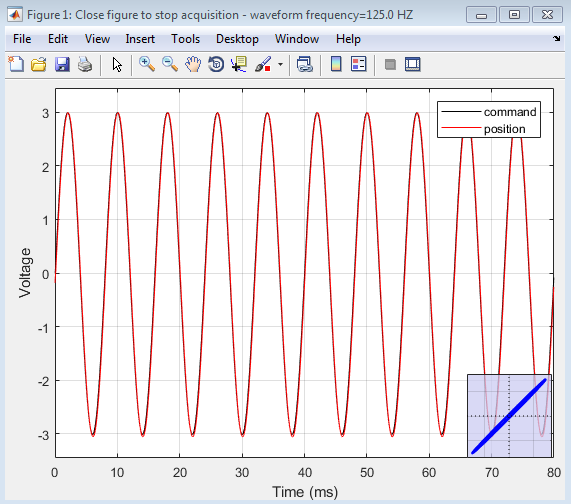 Figure 1: Close figure to stop acquisition - waveform frequency=125.0 HZ
File Edit View Insert Tools Desktop Window Help
command
position
3
2
1
0
-1
-2
-3
Voltage
0 10 20 30 40 50 60 70 80
Time (ms)